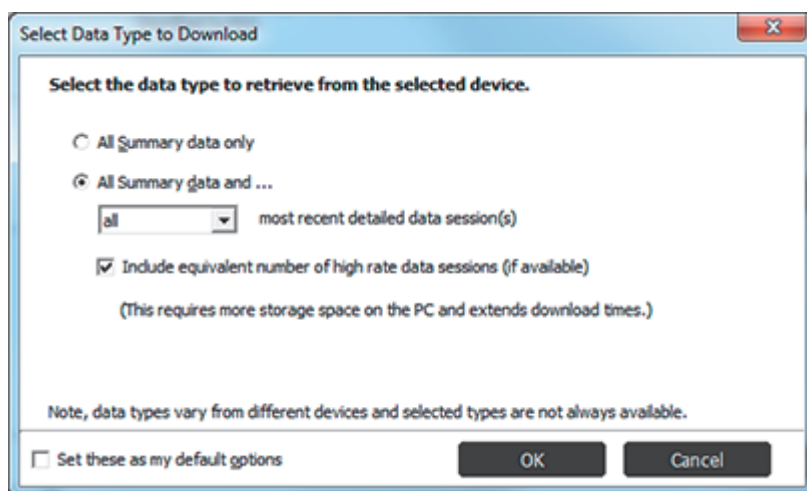 Select Data Type to Download
Select the data type to retrieve from the selected device.
All Summary data only
All Summary data and ...
all most recent detailed data session(s)
Include equivalent number of high rate data sessions (if available)
(This requires more storage space on the PC and extends download times.)
Note, data types vary from different devices and selected types are not always available.
Set these as my default options OK Cancel